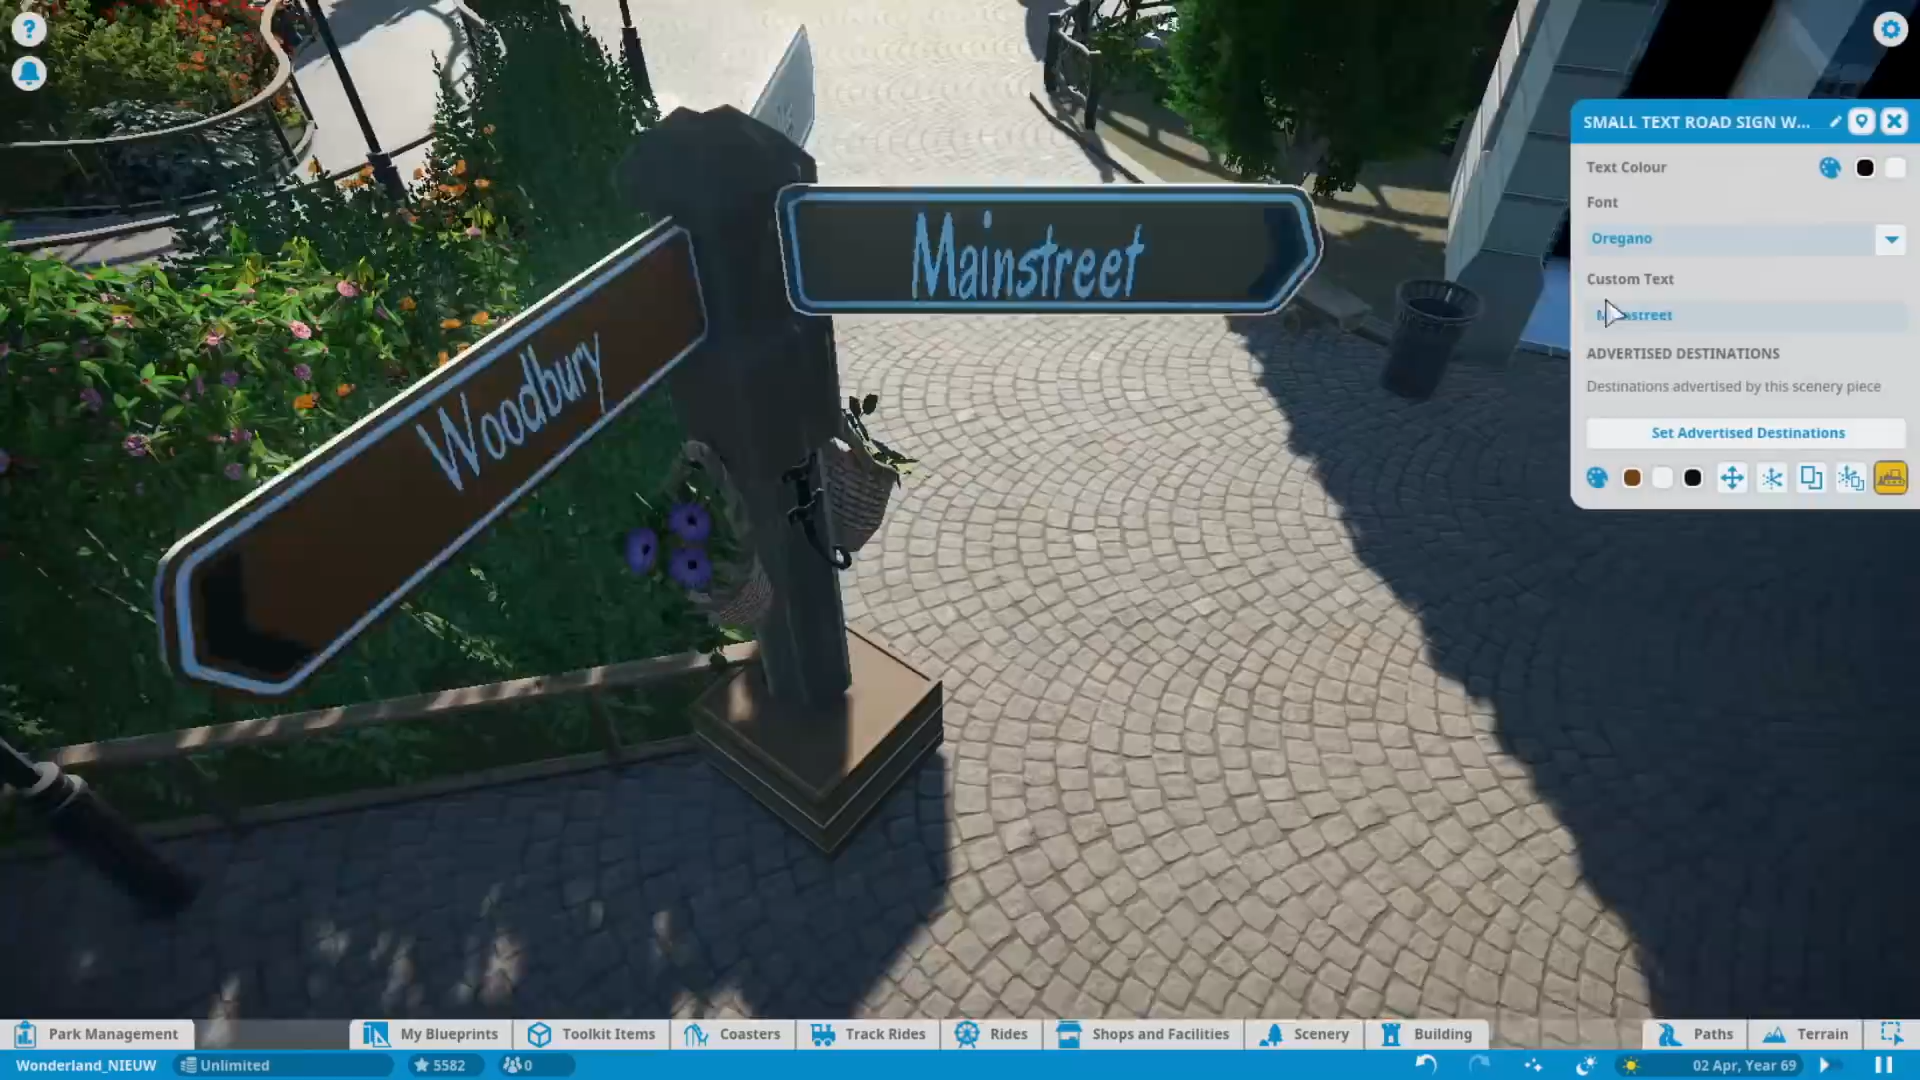 SMALL TEXT ROAD SIGN W...
Text Colour
Font
Oregano
Custom Text
Mainstreet
ADVERTISED DESTINATIONS
Destinations advertised by this scenery piece
Set Advertised Destinations
Mainstreet
Woodbury
Park Management
My Blueprints
Toolkit Items
Coasters
Track Rides
Rides
Shops and Facilities
Scenery
Building
Paths
Terrain
Wonderland_NIEUW
Unlimited
5582
0
02 Apr, Year 69